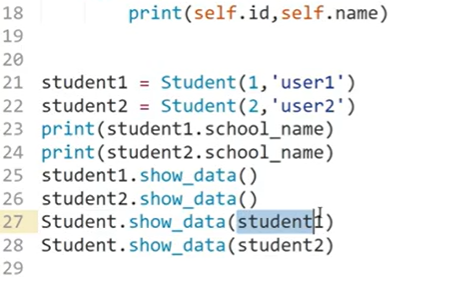 18 print(self.id,self.name)
19
20
21 student1 = Student(1,'user1')
22 student2 = Student(2,'user2')
23 print(student1.school_name)
24 print(student2.school_name)
25 student1.show_data()
26 student2.show_data()
27 Student.show_data(student1)
28 Student.show_data(student2)
29